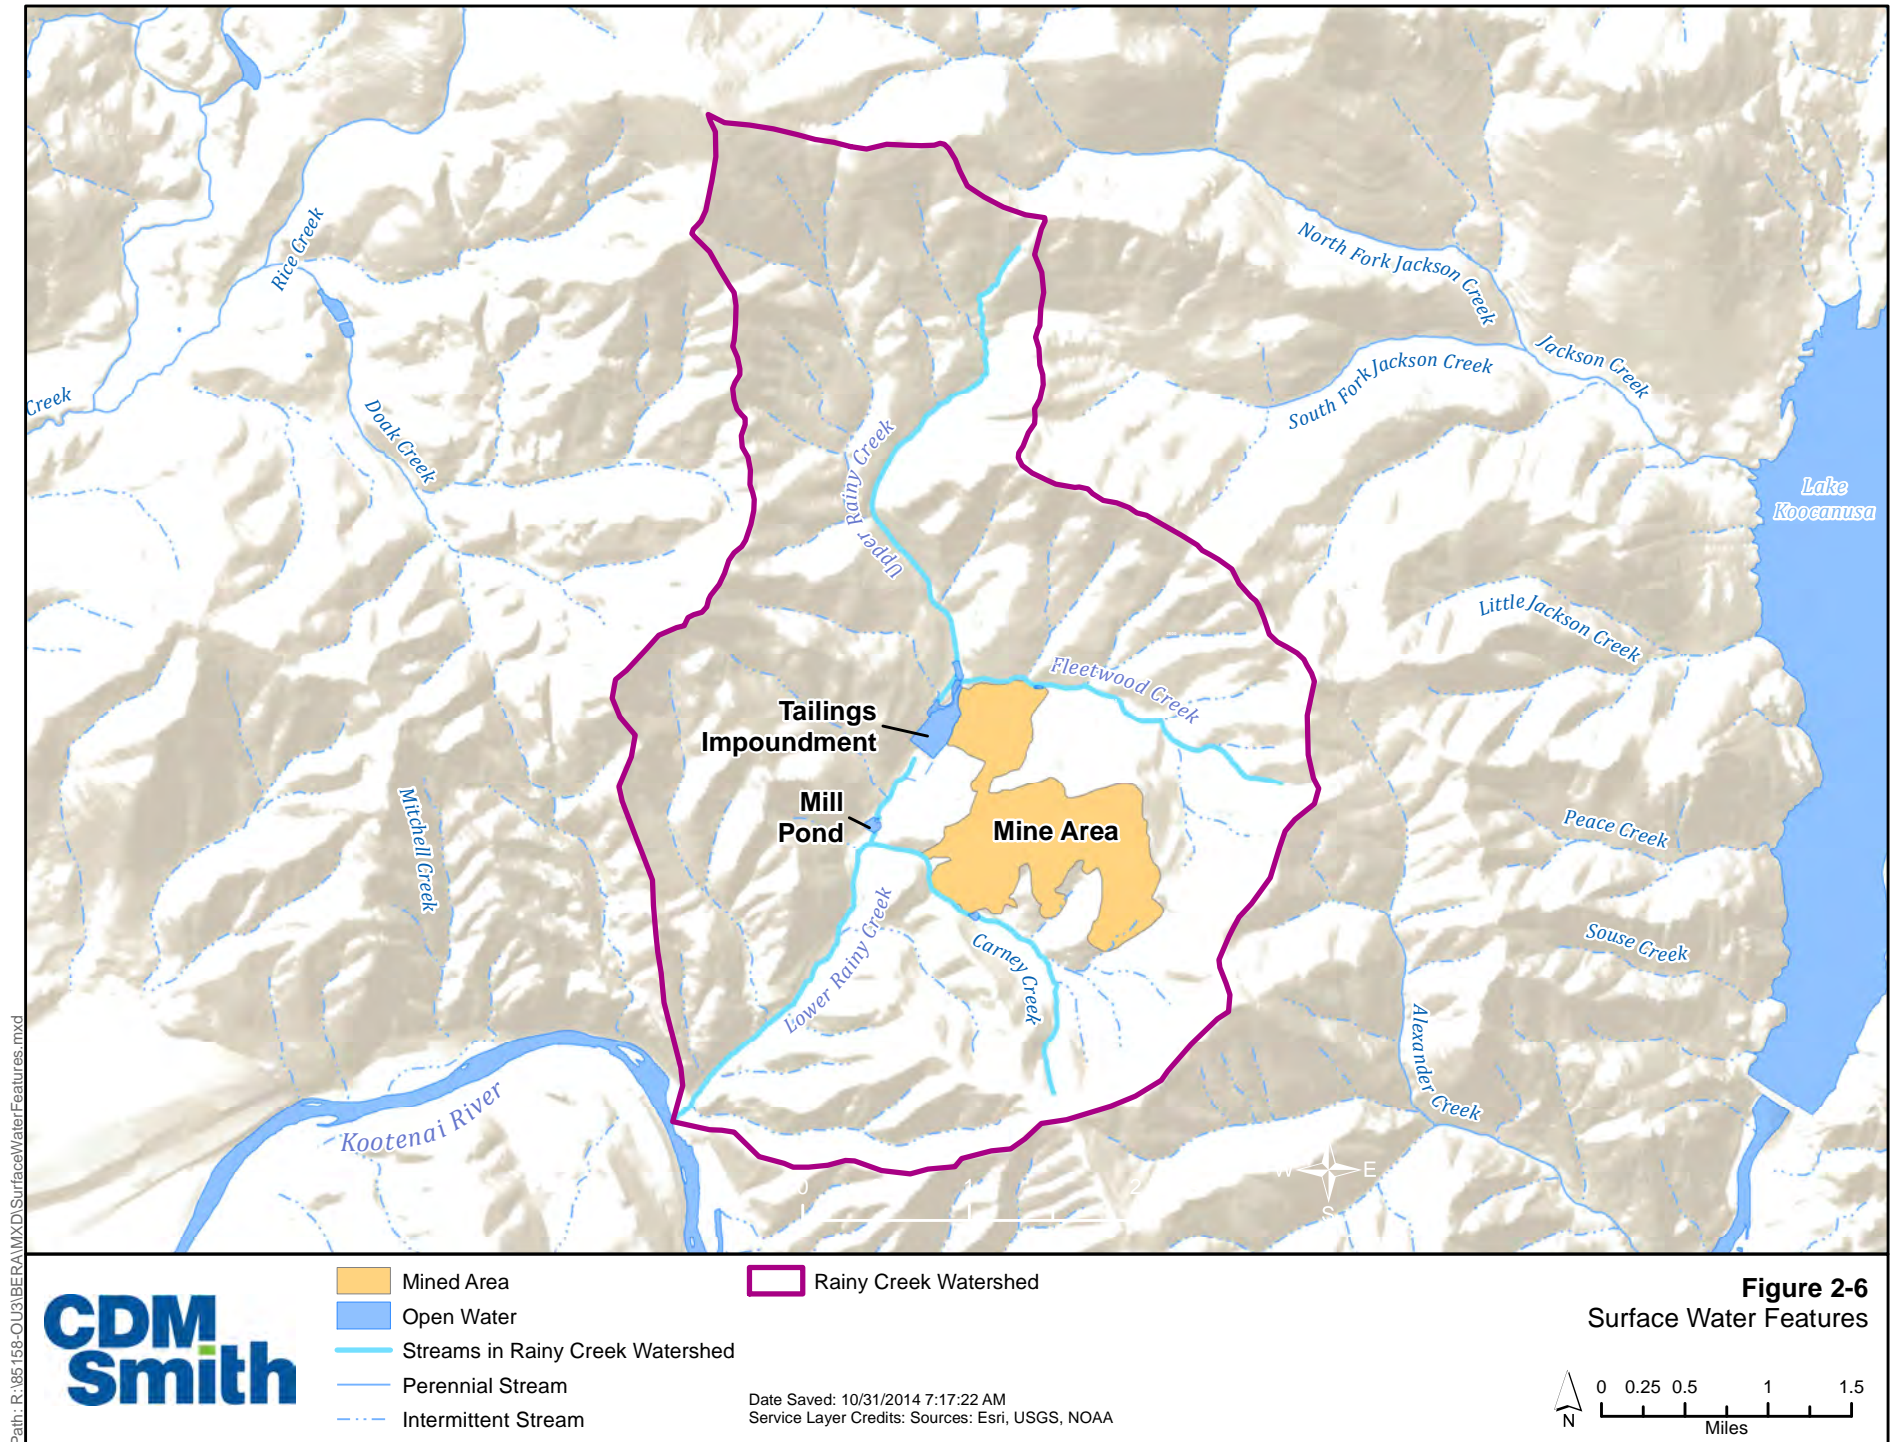 Rice Creek
Creek
Doak Creek
Mitchell Creek
Kootenai River
North Fork Jackson Creek
Jackson Creek
South Fork Jackson Creek
Lake
Koocanusa
Little Jackson Creek
Upper Rainy Creek
Fleetwood Creek
Tailings
Impoundment
Mill
Pond
Mine Area
Peace Creek
Souse Creek
Lower Rainy Creek
Carney Creek
Alexander Creek
0 1 2
W E
S
Path: R:\85158-OU3\BERA\MXD\SurfaceWaterFeatures.mxd
CDM
Smith
Mined Area
Open Water
Streams in Rainy Creek Watershed
Perennial Stream
Intermittent Stream
Rainy Creek Watershed
Date Saved: 10/31/2014 7:17:22 AM
Service Layer Credits: Sources: Esri, USGS, NOAA
Figure 2-6
Surface Water Features
N
0 0.25 0.5 1 1.5
Miles